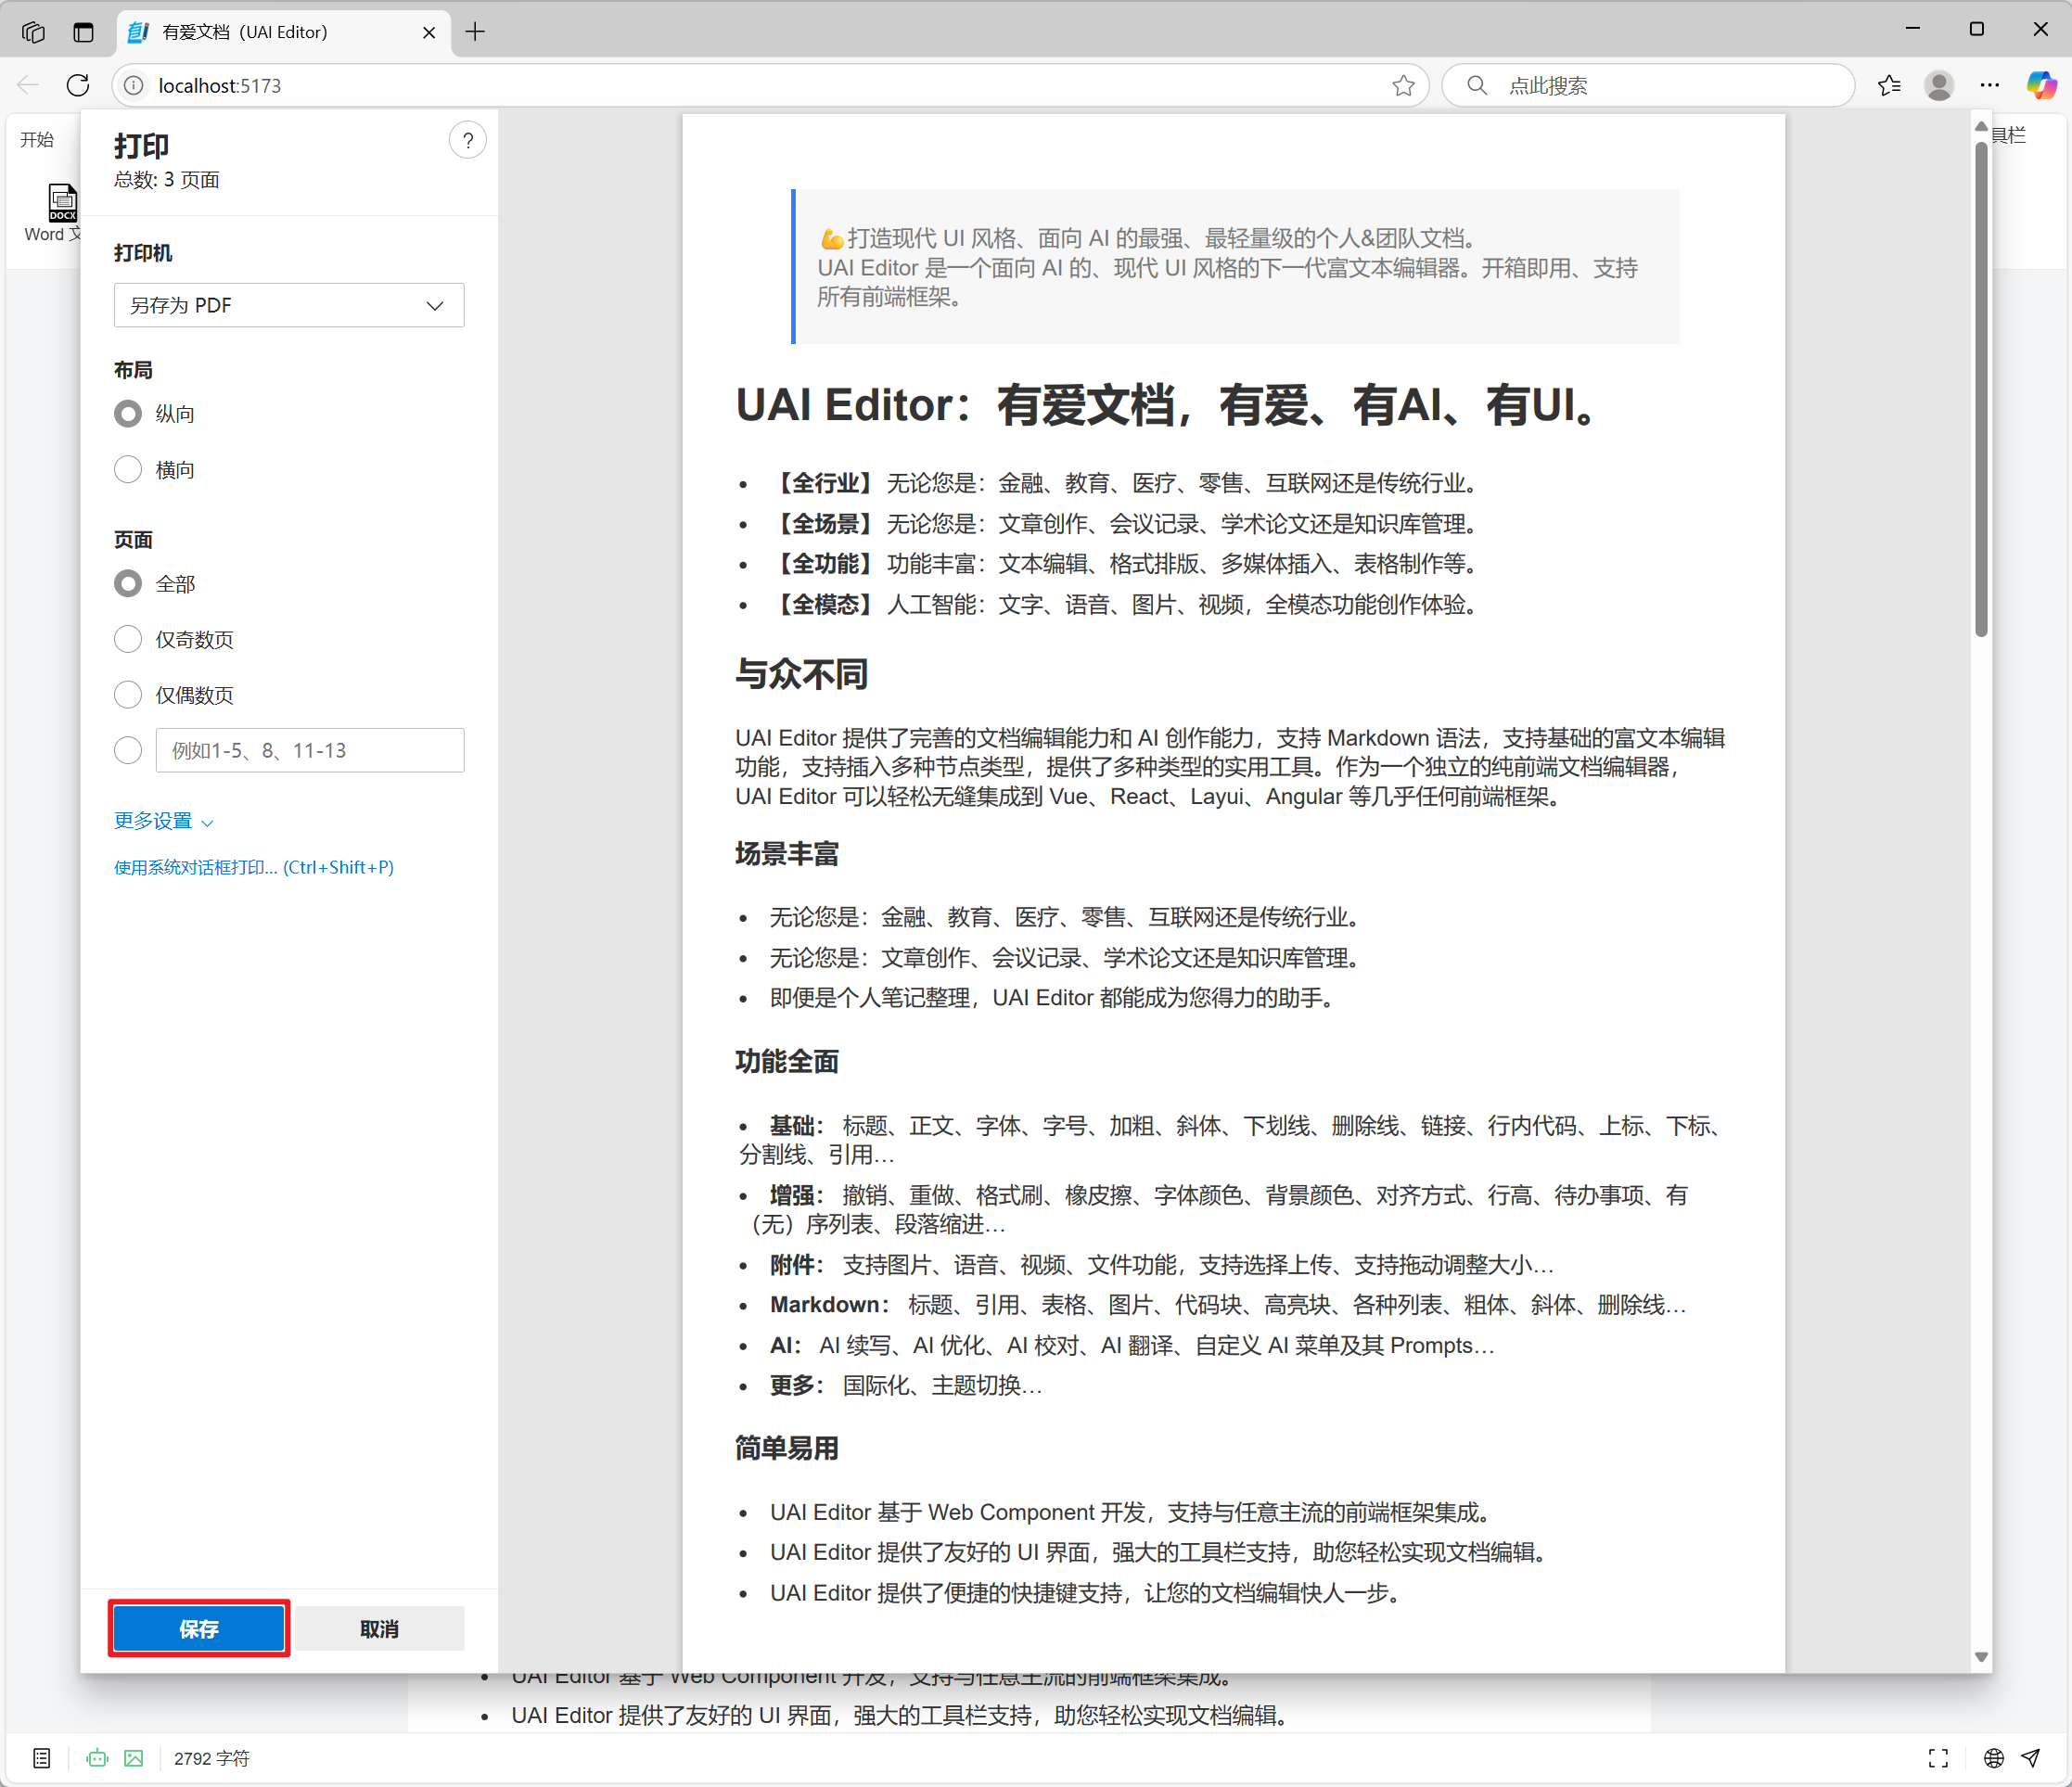 有爱文档（UAI Editor）
localhost:5173
点此搜索
开始
具栏
DOCX
Word 文
打印
?
总数: 3 页面
打印机
另存为 PDF
布局
纵向
横向
页面
全部
仅奇数页
仅偶数页
例如1-5、8、11-13
更多设置
使用系统对话框打印... (Ctrl+Shift+P)
保存
取消
💪打造现代 UI 风格、面向 AI 的最强、最轻量级的个人&团队文档。
UAI Editor 是一个面向 AI 的、现代 UI 风格的下一代富文本编辑器。开箱即用、支持
所有前端框架。
UAI Editor：有爱文档，有爱、有AI、有UI。
• 【全行业】 无论您是：金融、教育、医疗、零售、互联网还是传统行业。
• 【全场景】 无论您是：文章创作、会议记录、学术论文还是知识库管理。
• 【全功能】 功能丰富：文本编辑、格式排版、多媒体插入、表格制作等。
• 【全模态】 人工智能：文字、语音、图片、视频，全模态功能创作体验。
与众不同
UAI Editor 提供了完善的文档编辑能力和 AI 创作能力，支持 Markdown 语法，支持基础的富文本编辑
功能，支持插入多种节点类型，提供了多种类型的实用工具。作为一个独立的纯前端文档编辑器，
UAI Editor 可以轻松无缝集成到 Vue、React、Layui、Angular 等几乎任何前端框架。
场景丰富
• 无论您是：金融、教育、医疗、零售、互联网还是传统行业。
• 无论您是：文章创作、会议记录、学术论文还是知识库管理。
• 即便是个人笔记整理，UAI Editor 都能成为您得力的助手。
功能全面
• 基础： 标题、正文、字体、字号、加粗、斜体、下划线、删除线、链接、行内代码、上标、下标、
分割线、引用…
• 增强： 撤销、重做、格式刷、橡皮擦、字体颜色、背景颜色、对齐方式、行高、待办事项、有
（无）序列表、段落缩进…
• 附件： 支持图片、语音、视频、文件功能，支持选择上传、支持拖动调整大小…
• Markdown： 标题、引用、表格、图片、代码块、高亮块、各种列表、粗体、斜体、删除线…
• AI： AI 续写、AI 优化、AI 校对、AI 翻译、自定义 AI 菜单及其 Prompts…
• 更多： 国际化、主题切换…
简单易用
• UAI Editor 基于 Web Component 开发，支持与任意主流的前端框架集成。
• UAI Editor 提供了友好的 UI 界面，强大的工具栏支持，助您轻松实现文档编辑。
• UAI Editor 提供了便捷的快捷键支持，让您的文档编辑快人一步。
• UAI Editor 基于 Web Component 开发，支持与任意主流的前端框架集成。
• UAI Editor 提供了友好的 UI 界面，强大的工具栏支持，助您轻松实现文档编辑。
2792 字符